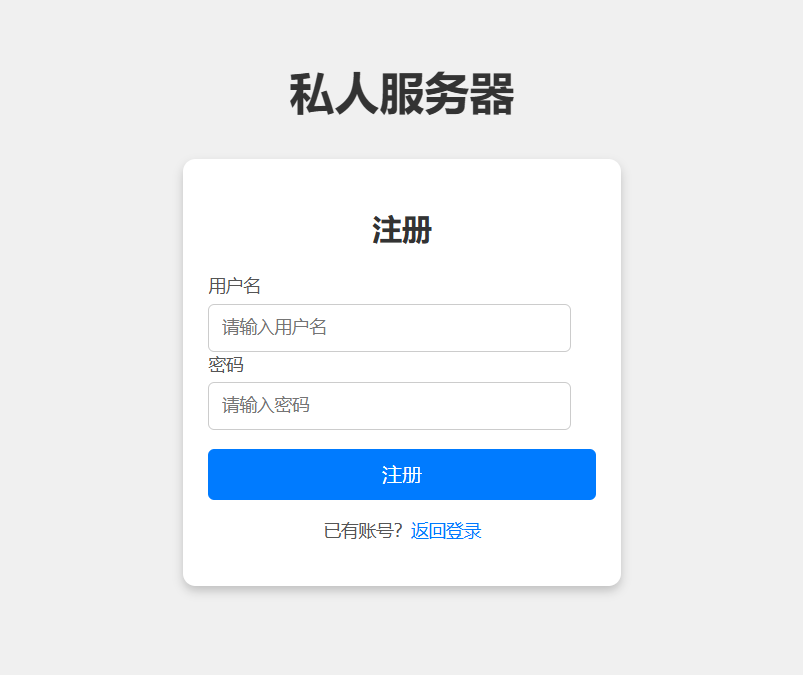 私人服务器
注册
用户名
请输入用户名
密码
请输入密码
注册
已有账号？返回登录